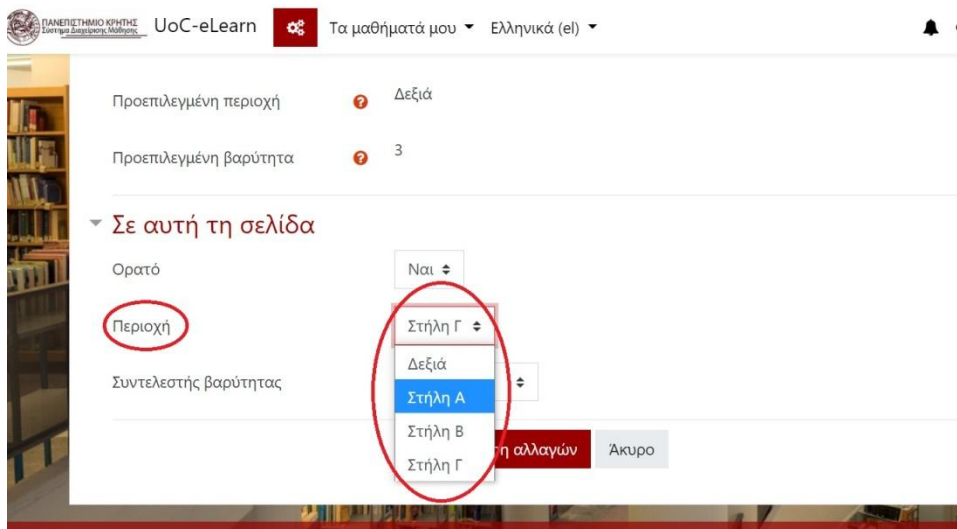 ΠΑΝΕΠΙΣΤΗΜΙΟ ΚΡΗΤΗΣ
Σύστημα Διαχείρισης Μάθησης
UoC-eLearn Τα μαθήματά μου Ελληνικά (el)
Προεπιλεγμένη περιοχή ? Δεξιά
Προεπιλεγμένη βαρύτητα ? 3
Σε αυτή τη σελίδα
Ορατό Ναι
Περιοχή Στήλη Γ
Δεξιά
Συντελεστής βαρύτητας
Στήλη Α
Στήλη Β
η αλλαγών Άκυρο
Στήλη Γ